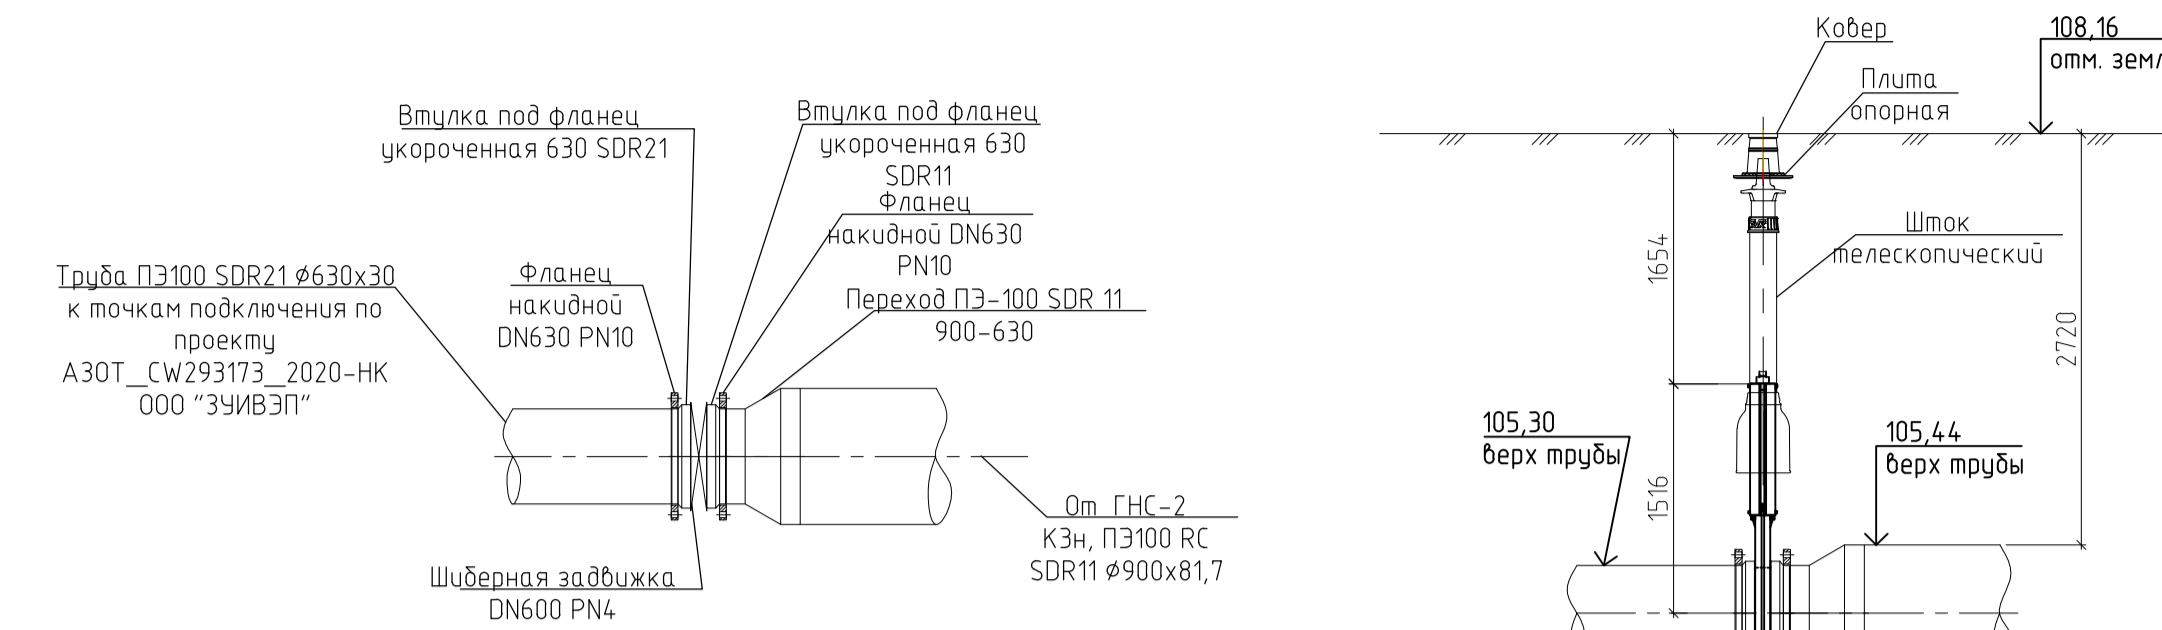 Втулка под фланец
укороченная 630 SDR21
Втулка под фланец
укороченная 630
SDR11
Фланец
накидной DN630
PN10
Переход ПЭ-100 SDR 11
900-630
Труба ПЭ100 SDR21 Ø630х30
к точкам подключения по
проекту
АЗОТ_CW293173_2020-НК
ООО "ЗУИВЭП"
Фланец
накидной
DN630 PN10
Шиберная задвижка
DN600 PN4
От ГНС-2
КЗн, ПЭ100 RC
SDR11 Ø900х81,7
Ковер
Плита
опорная
108,16
отм. земл
Шток
телескопический
1654
2720
105,30
верх трубы
105,44
верх трубы
1516